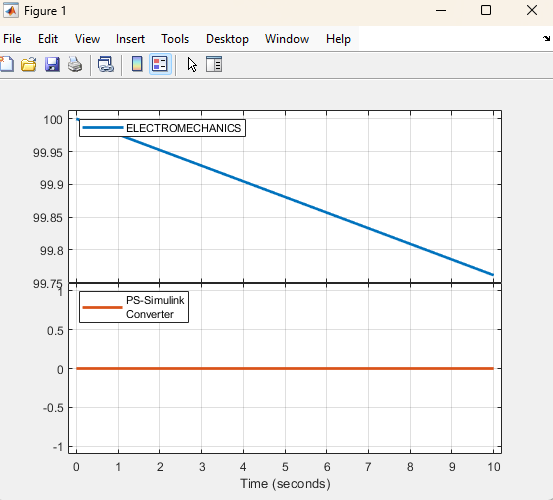 Figure 1
File Edit View Insert Tools Desktop Window Help
100
ELECTROMECHANICS
99.95
99.9
99.85
99.8
99.75
1
PS-Simulink
Converter
0.5
0
-0.5
-1
0 1 2 3 4 5 6 7 8 9 10
Time (seconds)